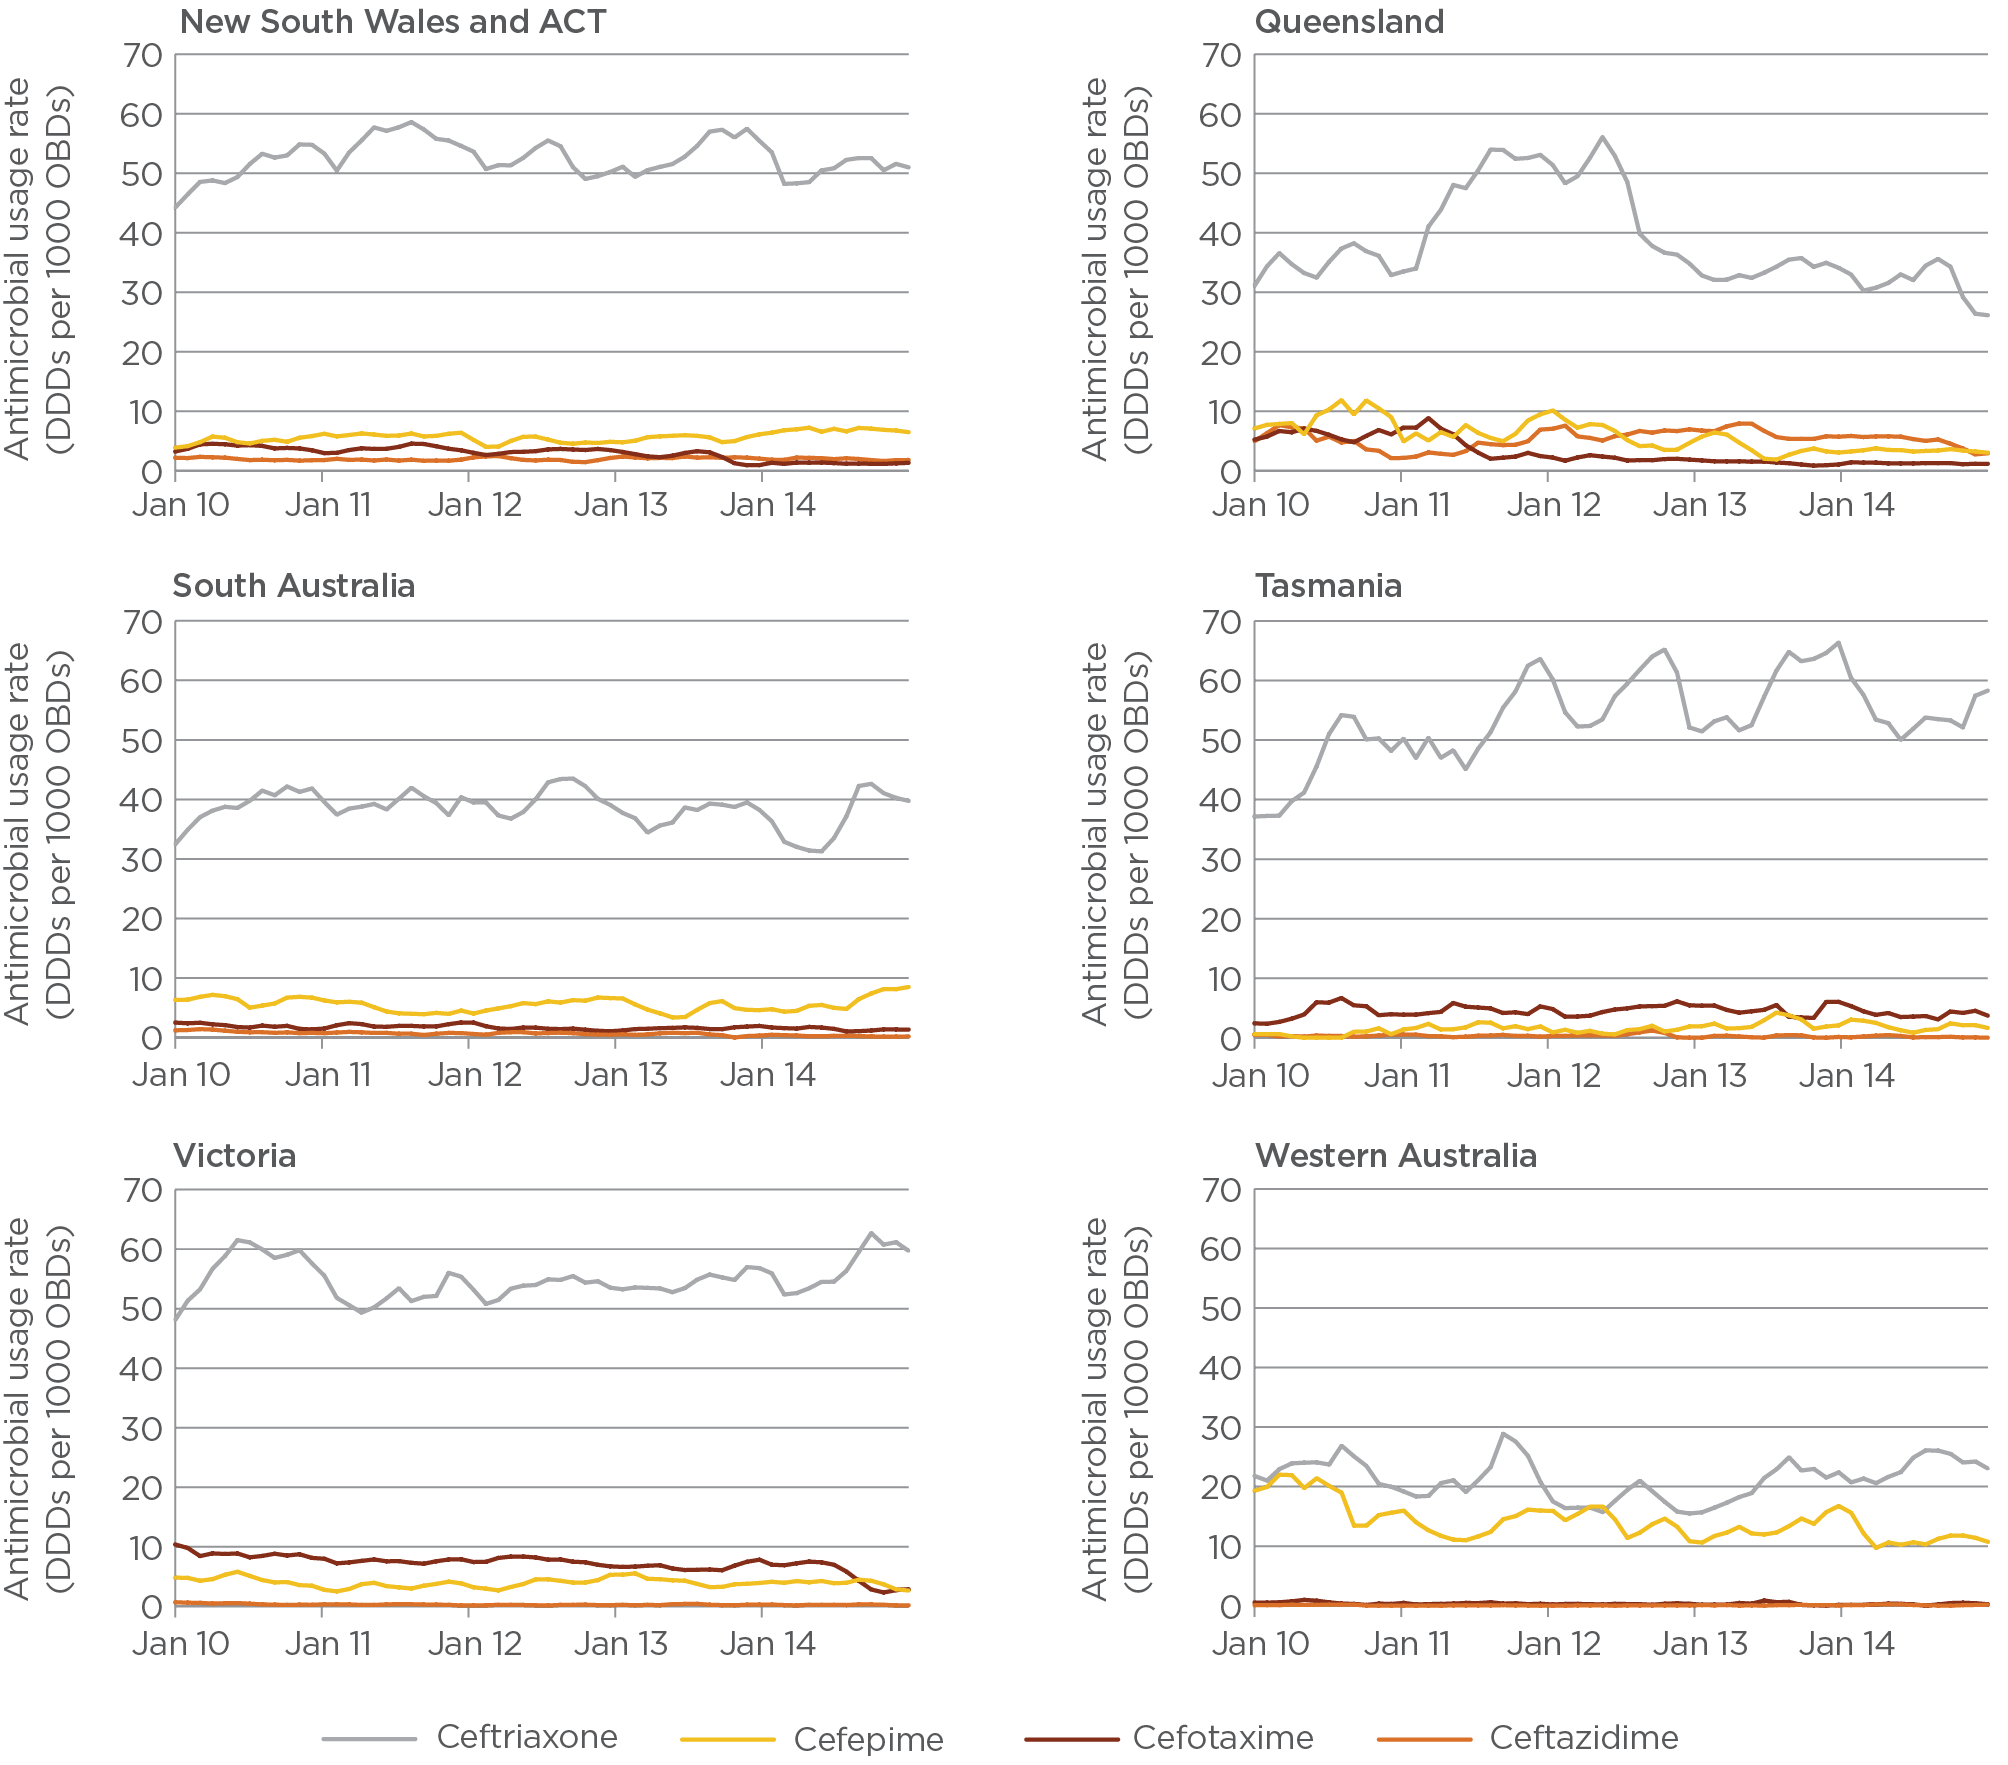 New South Wales and ACT
Antimicrobial usage rate
(DDDs per 1000 OBDs)
70
60
50
40
30
20
10
0
Jan 10 Jan 11 Jan 12 Jan 13 Jan 14
Queensland
Antimicrobial usage rate
(DDDs per 1000 OBDs)
70
60
50
40
30
20
10
0
Jan 10 Jan 11 Jan 12 Jan 13 Jan 14
South Australia
Antimicrobial usage rate
(DDDs per 1000 OBDs)
70
60
50
40
30
20
10
0
Jan 10 Jan 11 Jan 12 Jan 13 Jan 14
Tasmania
Antimicrobial usage rate
(DDDs per 1000 OBDs)
70
60
50
40
30
20
10
0
Jan 10 Jan 11 Jan 12 Jan 13 Jan 14
Victoria
Antimicrobial usage rate
(DDDs per 1000 OBDs)
70
60
50
40
30
20
10
0
Jan 10 Jan 11 Jan 12 Jan 13 Jan 14
Western Australia
Antimicrobial usage rate
(DDDs per 1000 OBDs)
70
60
50
40
30
20
10
0
Jan 10 Jan 11 Jan 12 Jan 13 Jan 14
Ceftriaxone Cefepime Cefotaxime Ceftazidime